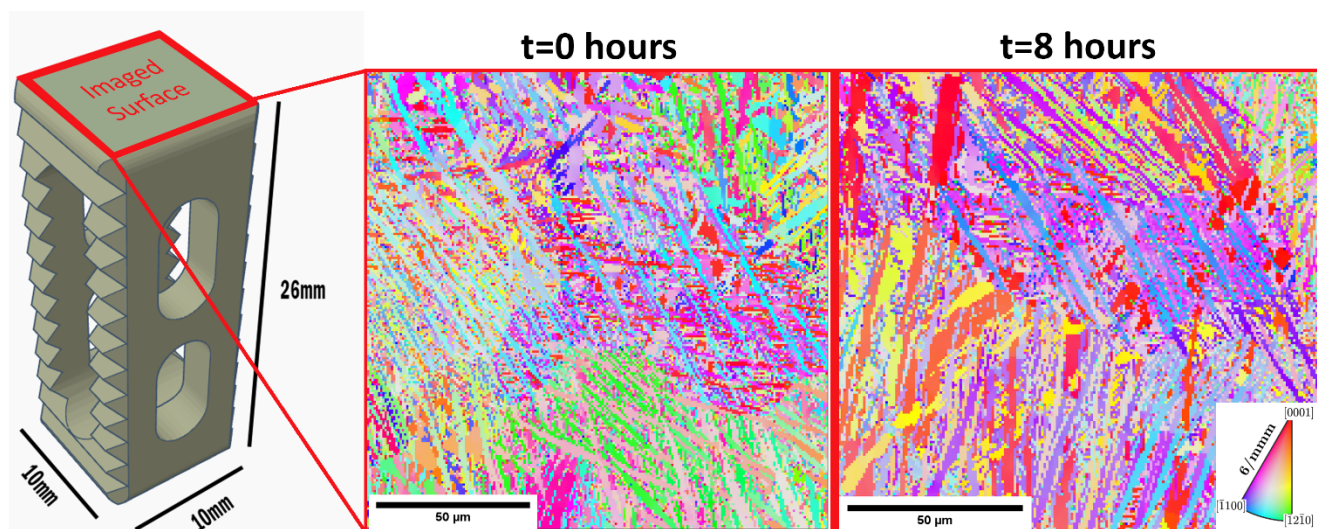 t=0 hours
t=8 hours
Imaged
Surface
26mm
10mm
10mm
50 µm
50 µm
[0001]
6/mmm
[1̄100]
[12̄10]